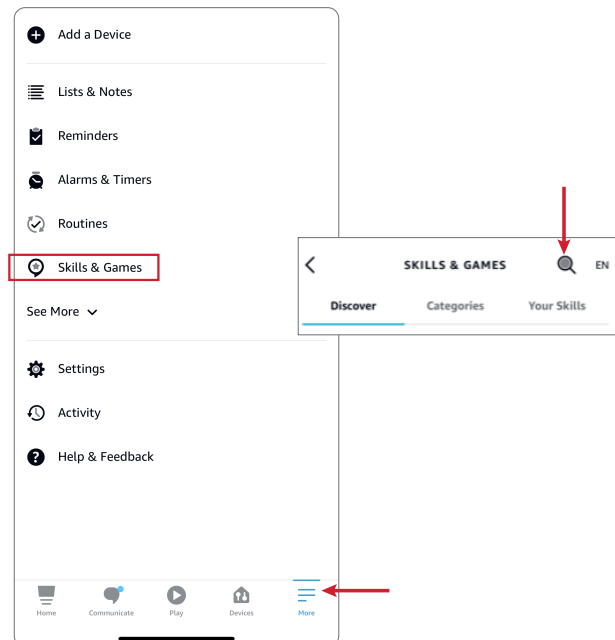 Add a Device
Lists & Notes
Reminders
Alarms & Timers
Routines
Skills & Games
See More
Settings
Activity
Help & Feedback
Home Communicate Play Devices More
SKILLS & GAMES EN
Discover Categories Your Skills